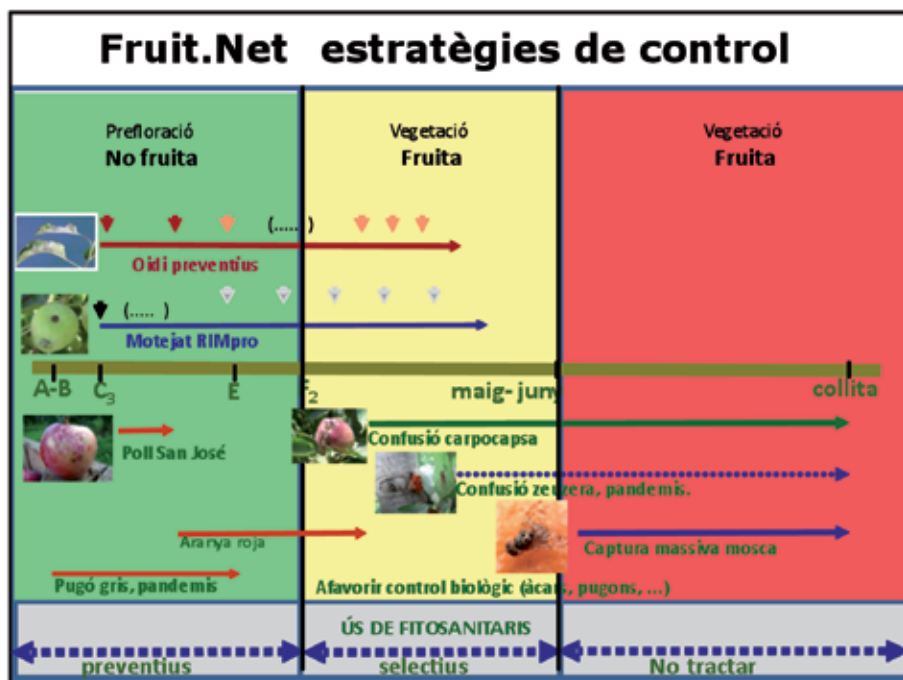 Fruit.Net estratègies de control
Prefloració
No fruita
Vegetació
Fruita
Vegetació
Fruita
(..... )
Oidi preventius
(..... )
Motejat RIMpro
A-B
C3
E
F2
maig- juny
collita
Poll San José
Confusió carpocapsa
Confusió zeuzera, pandemis.
Aranya roja
Captura massiva mosca
Pugó gris, pandemis
Afavorir control biològic (àcars, pugons, ...)
ÚS DE FITOSANITARIS
preventius
selectius
No tractar